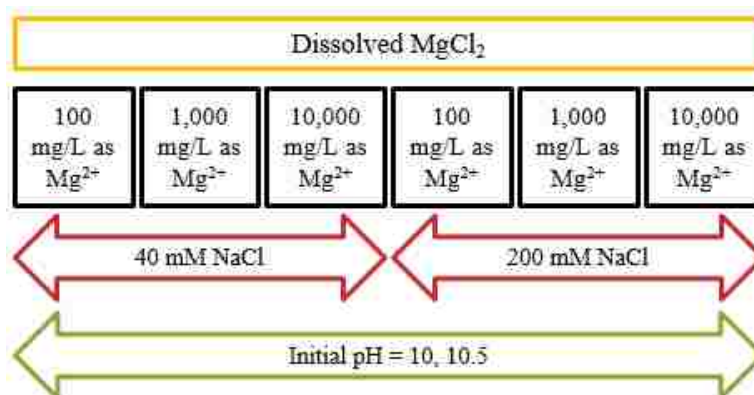 Dissolved MgCl₂
100 mg/L as Mg²⁺
1,000 mg/L as Mg²⁺
10,000 mg/L as Mg²⁺
100 mg/L as Mg²⁺
1,000 mg/L as Mg²⁺
10,000 mg/L as Mg²⁺
40 mM NaCl
200 mM NaCl
Initial pH = 10, 10.5